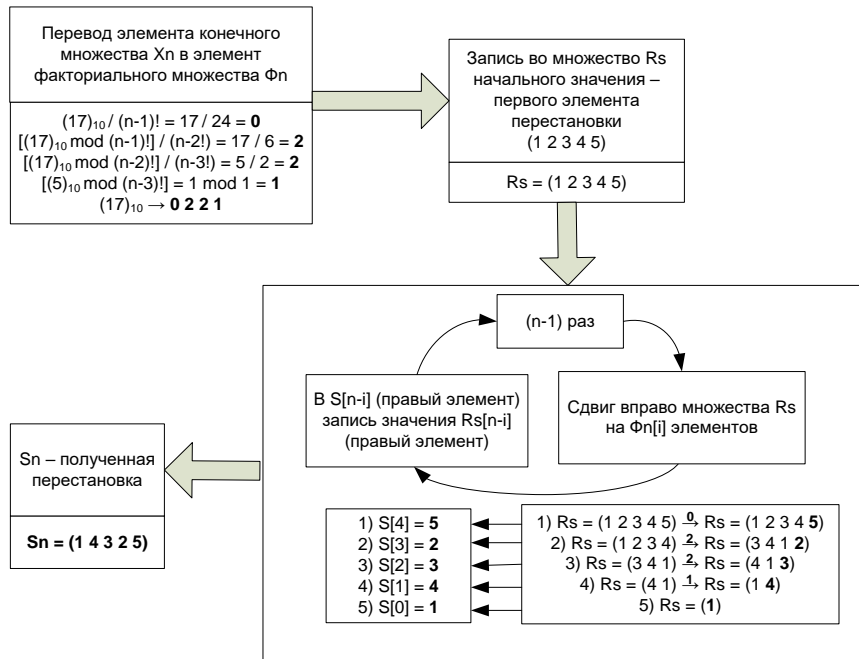 Перевод элемента конечного
множества Xn в элемент
факториального множества Фn
(17)₁₀ / (n-1)! = 17 / 24 = 0
[(17)₁₀ mod (n-1)!] / (n-2!) = 17 / 6 = 2
[(17)₁₀ mod (n-2)!] / (n-3!) = 5 / 2 = 2
[(5)₁₀ mod (n-3)!] = 1 mod 1 = 1
(17)₁₀ → 0 2 2 1
Запись во множество Rs
начального значения –
первого элемента
перестановки
(1 2 3 4 5)
Rs = (1 2 3 4 5)
(n-1) раз
Сдвиг вправо множества Rs
на Фn[i] элементов
В S[n-i] (правый элемент)
запись значения Rs[n-i]
(правый элемент)
1) Rs = (1 2 3 4 5) 0→ Rs = (1 2 3 4 5)
2) Rs = (1 2 3 4) 2→ Rs = (3 4 1 2)
3) Rs = (3 4 1) 2→ Rs = (4 1 3)
4) Rs = (4 1) 1→ Rs = (1 4)
5) Rs = (1)
1) S[4] = 5
2) S[3] = 2
3) S[2] = 3
4) S[1] = 4
5) S[0] = 1
Sn – полученная
перестановка
Sn = (1 4 3 2 5)